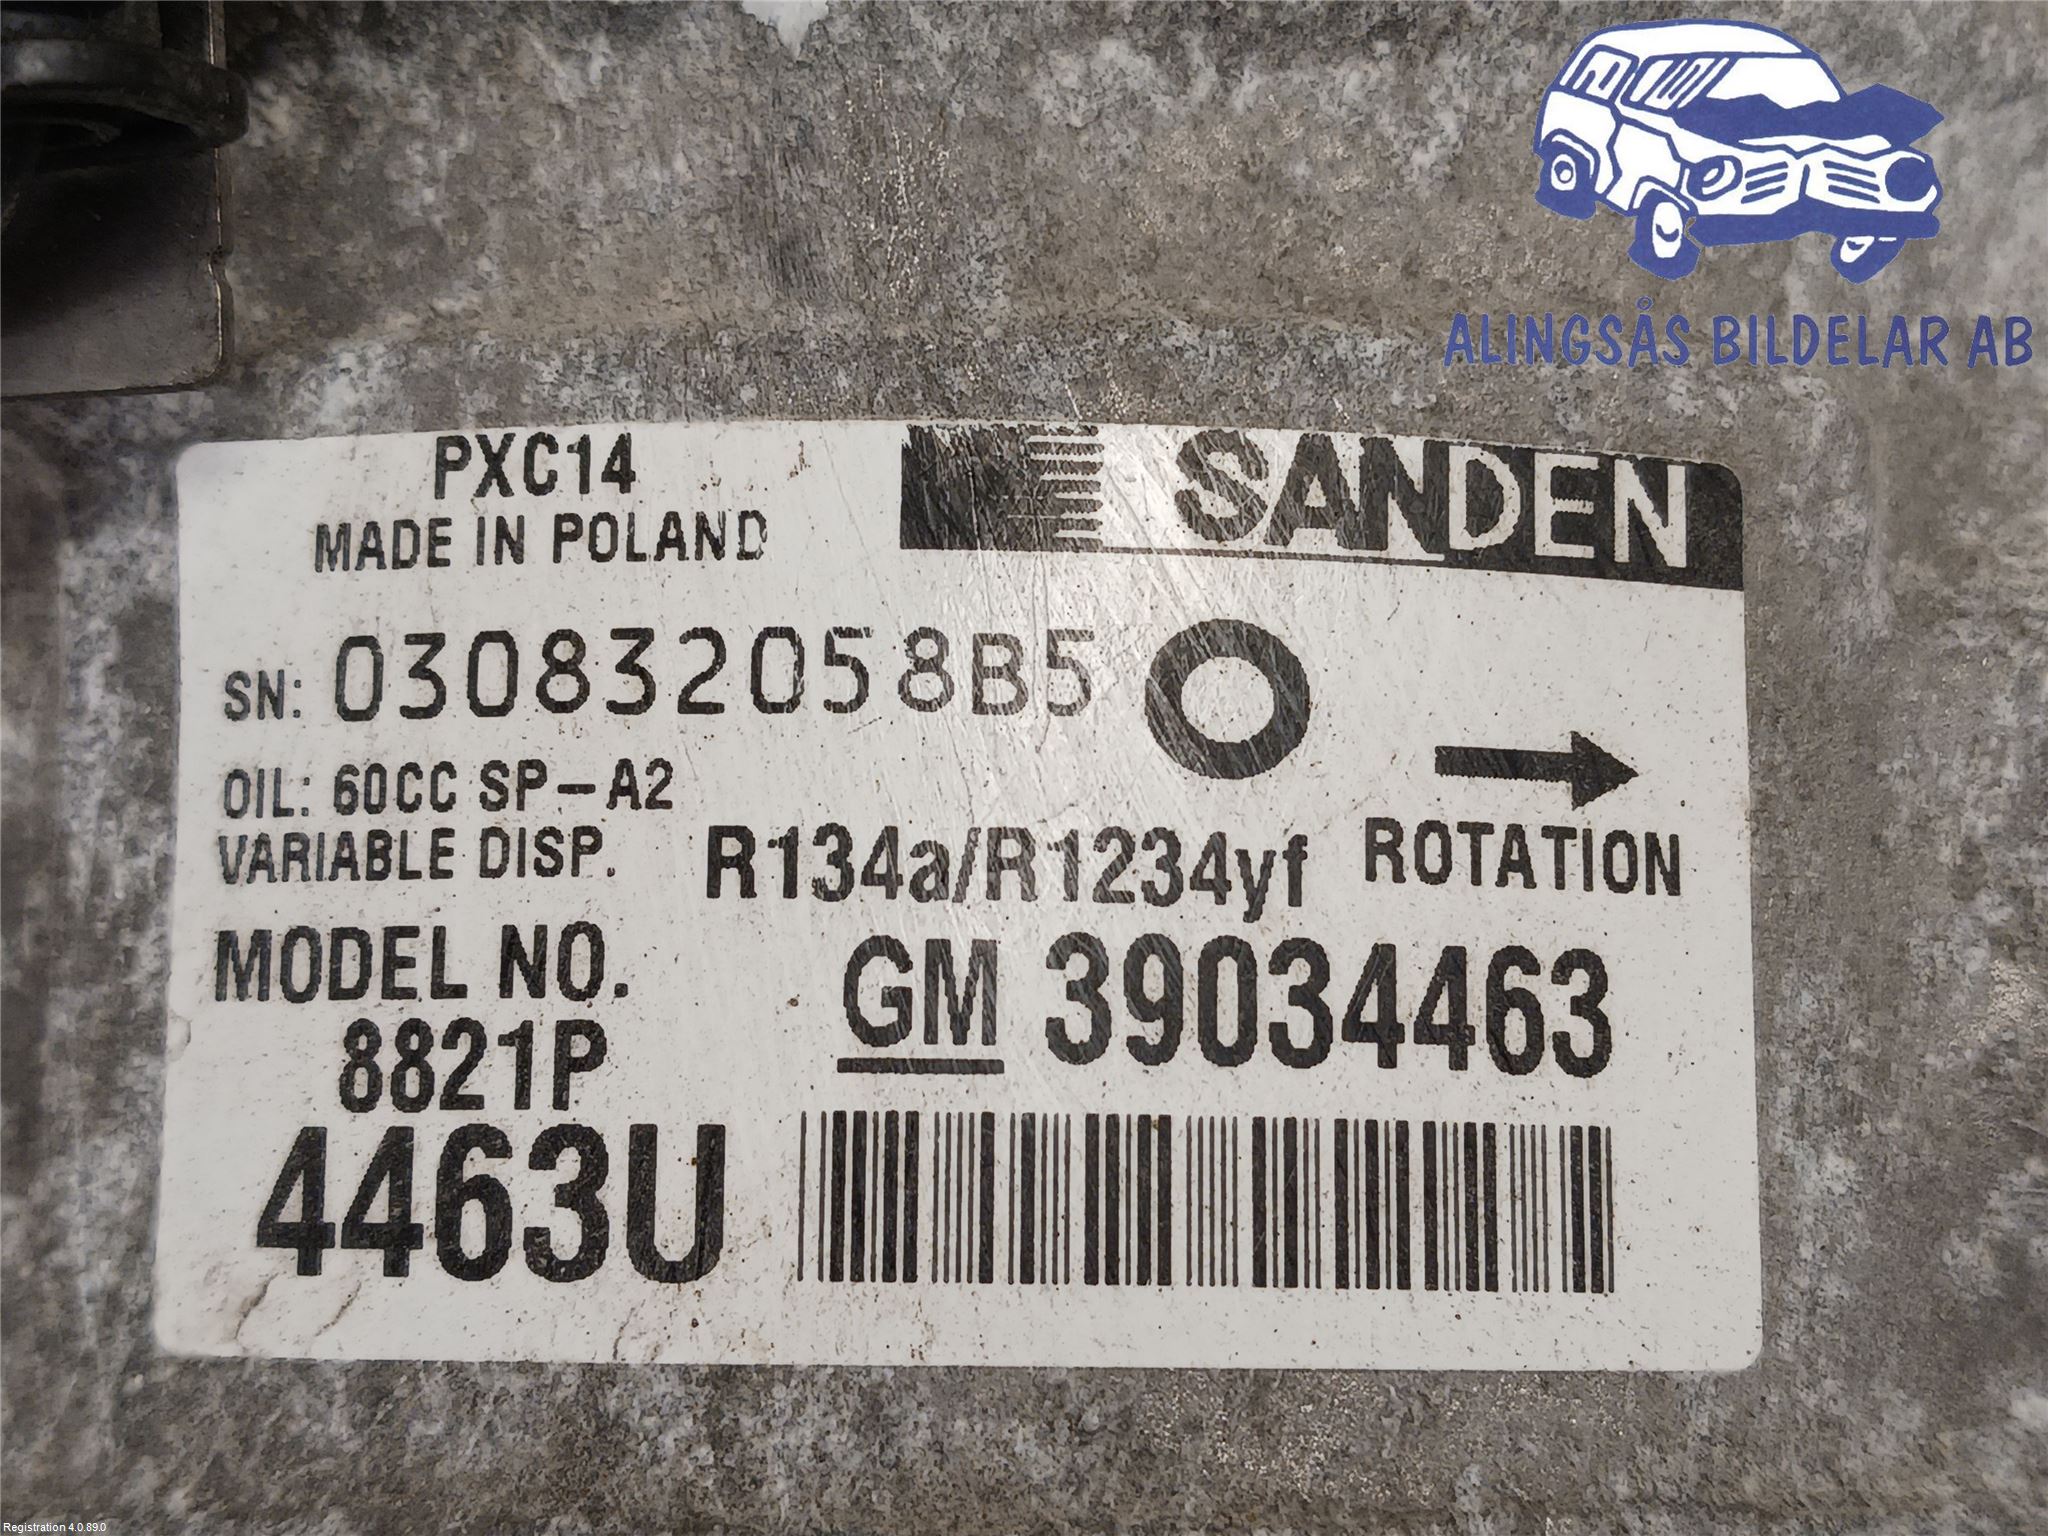 ALINGSÅS BILDELAR AB
PXC14
MADE IN POLAND
SANDEN
SN: 030832058B5
OIL: 60CC SP-A2
VARIABLE DISP.
R134a/R1234yf
ROTATION
MODEL NO.
8821P
GM 39034463
4463U
Registration 4.0.89.0